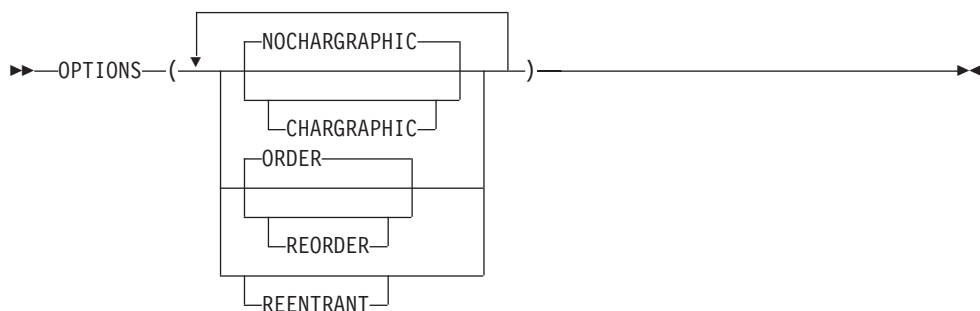 NOCHARGRAPHIC
OPTIONS ( )
CHARGRAPHIC
ORDER
REORDER
REENTRANT